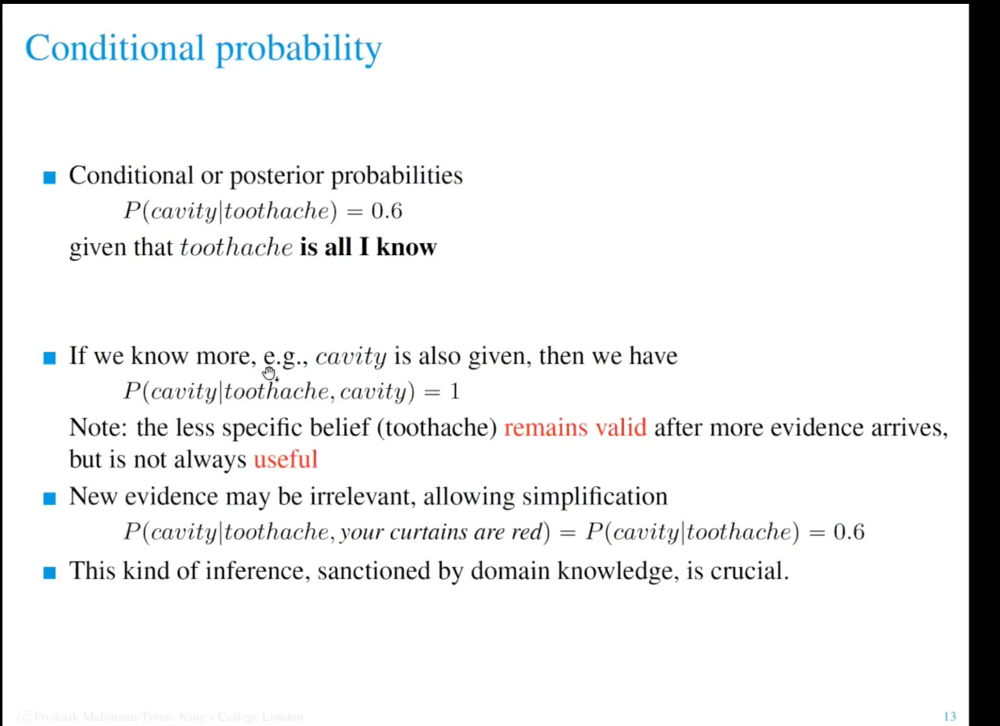 Conditional probability
■ Conditional or posterior probabilities
P(cavity|toothache) = 0.6
given that toothache is all I know
■ If we know more, e.g., cavity is also given, then we have
P(cavity|toothache, cavity) = 1
Note: the less specific belief (toothache) remains valid after more evidence arrives,
but is not always useful
■ New evidence may be irrelevant, allowing simplification
P(cavity|toothache, your curtains are red) = P(cavity|toothache) = 0.6
■ This kind of inference, sanctioned by domain knowledge, is crucial.
©Frederik Mallmann-Trenn, King's College London
13